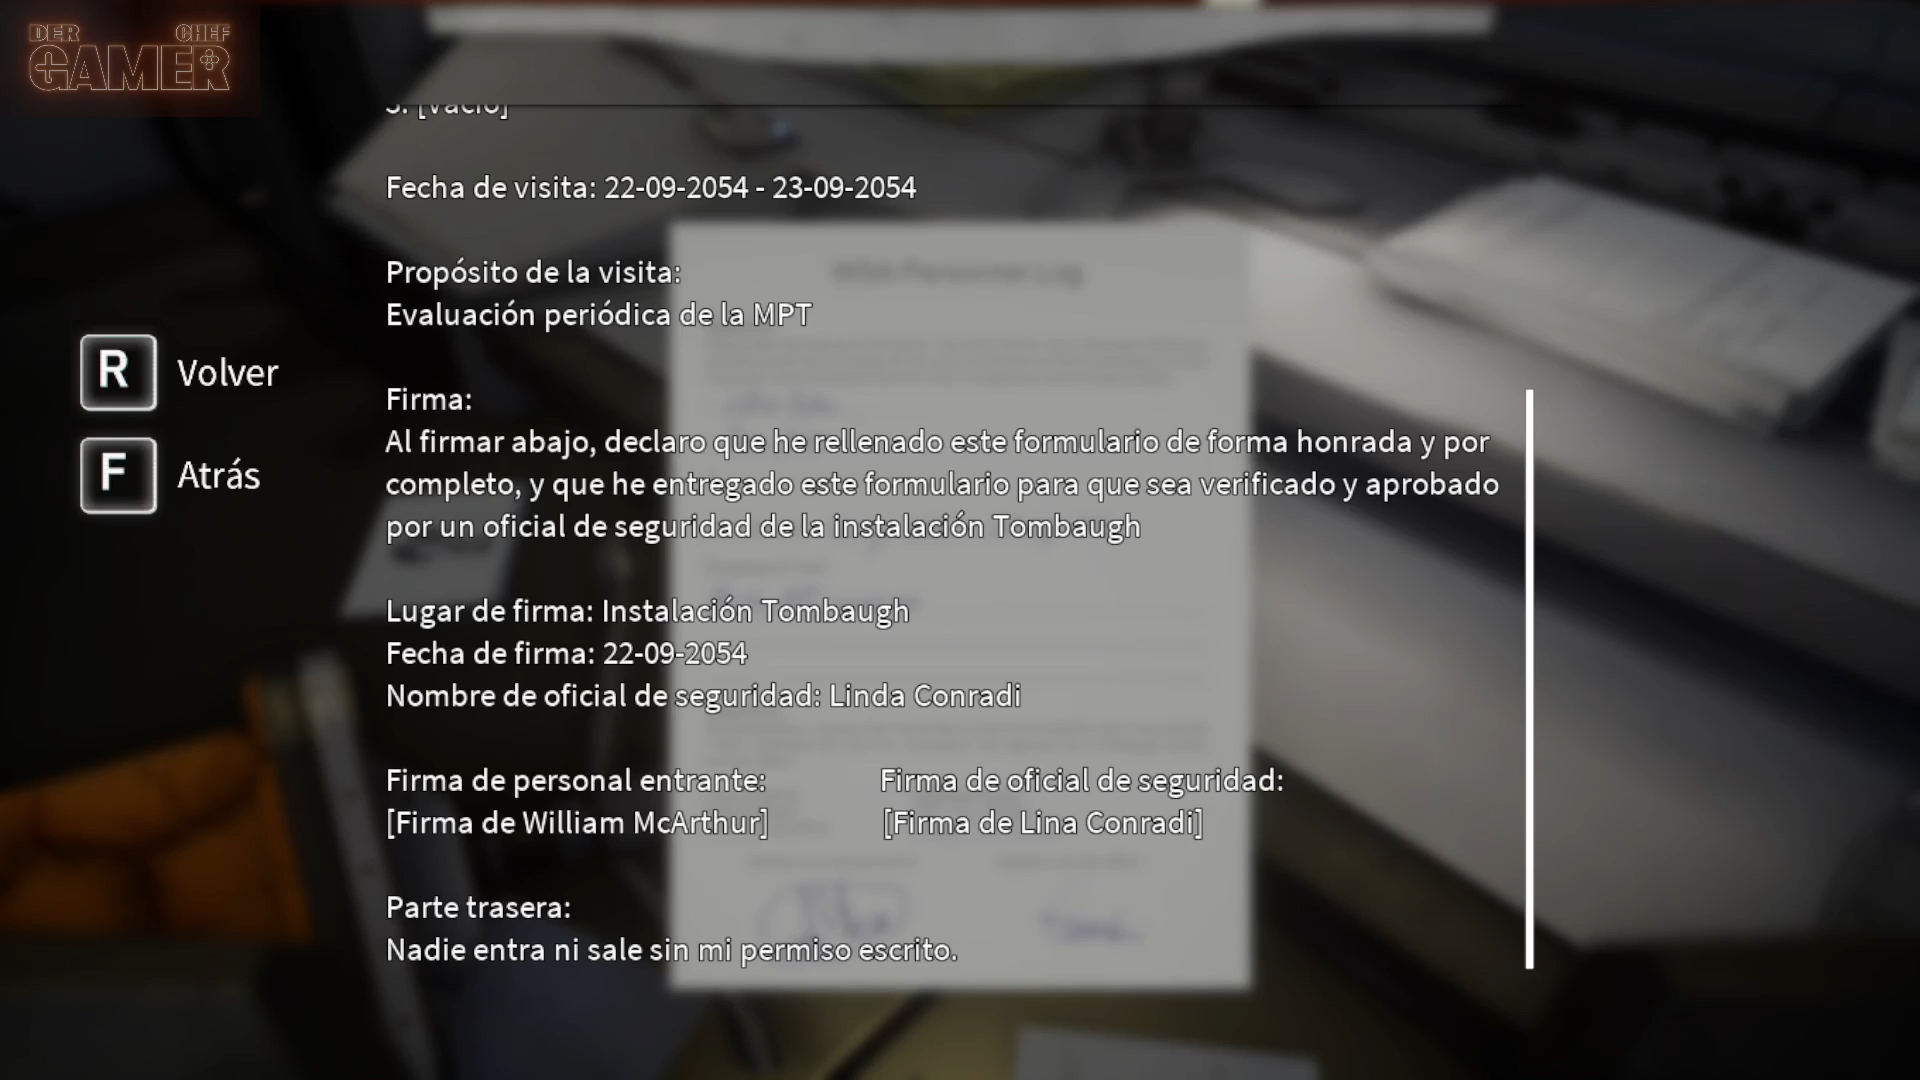 DER CHEF
GAMER
3. [Vacío]
Fecha de visita: 22-09-2054 - 23-09-2054
Propósito de la visita:
Evaluación periódica de la MPT
R Volver
F Atrás
Firma:
Al firmar abajo, declaro que he rellenado este formulario de forma honrada y por
completo, y que he entregado este formulario para que sea verificado y aprobado
por un oficial de seguridad de la instalación Tombaugh
Lugar de firma: Instalación Tombaugh
Fecha de firma: 22-09-2054
Nombre de oficial de seguridad: Linda Conradi
Firma de personal entrante: Firma de oficial de seguridad:
[Firma de William McArthur] [Firma de Lina Conradi]
Parte trasera:
Nadie entra ni sale sin mi permiso escrito.